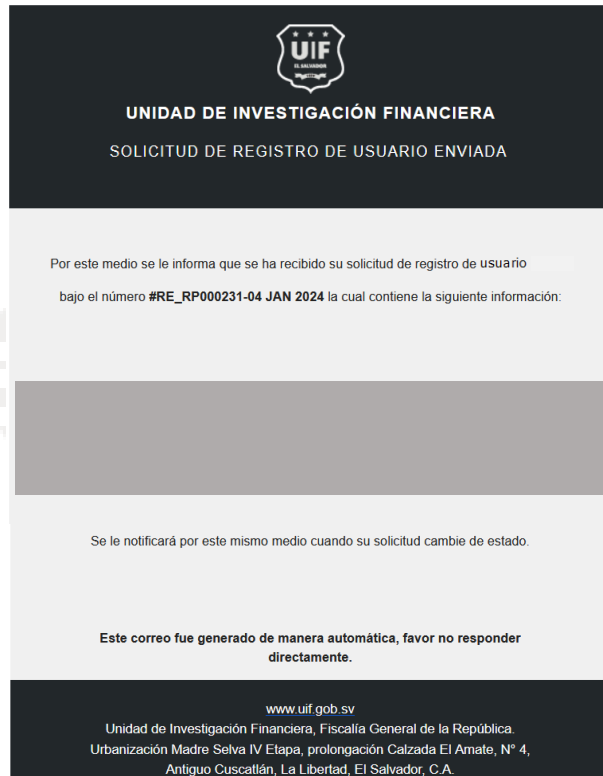 UIF
EL SALVADOR
UNIDAD DE INVESTIGACIÓN FINANCIERA
SOLICITUD DE REGISTRO DE USUARIO ENVIADA
Por este medio se le informa que se ha recibido su solicitud de registro de usuario
bajo el número #RE_RP000231-04 JAN 2024 la cual contiene la siguiente información:
Se le notificará por este mismo medio cuando su solicitud cambie de estado.
Este correo fue generado de manera automática, favor no responder
directamente.
www.uif.gob.sv
Unidad de Investigación Financiera, Fiscalía General de la República.
Urbanización Madre Selva IV Etapa, prolongación Calzada El Amate, N° 4,
Antiguo Cuscatlán, La Libertad, El Salvador, C.A.